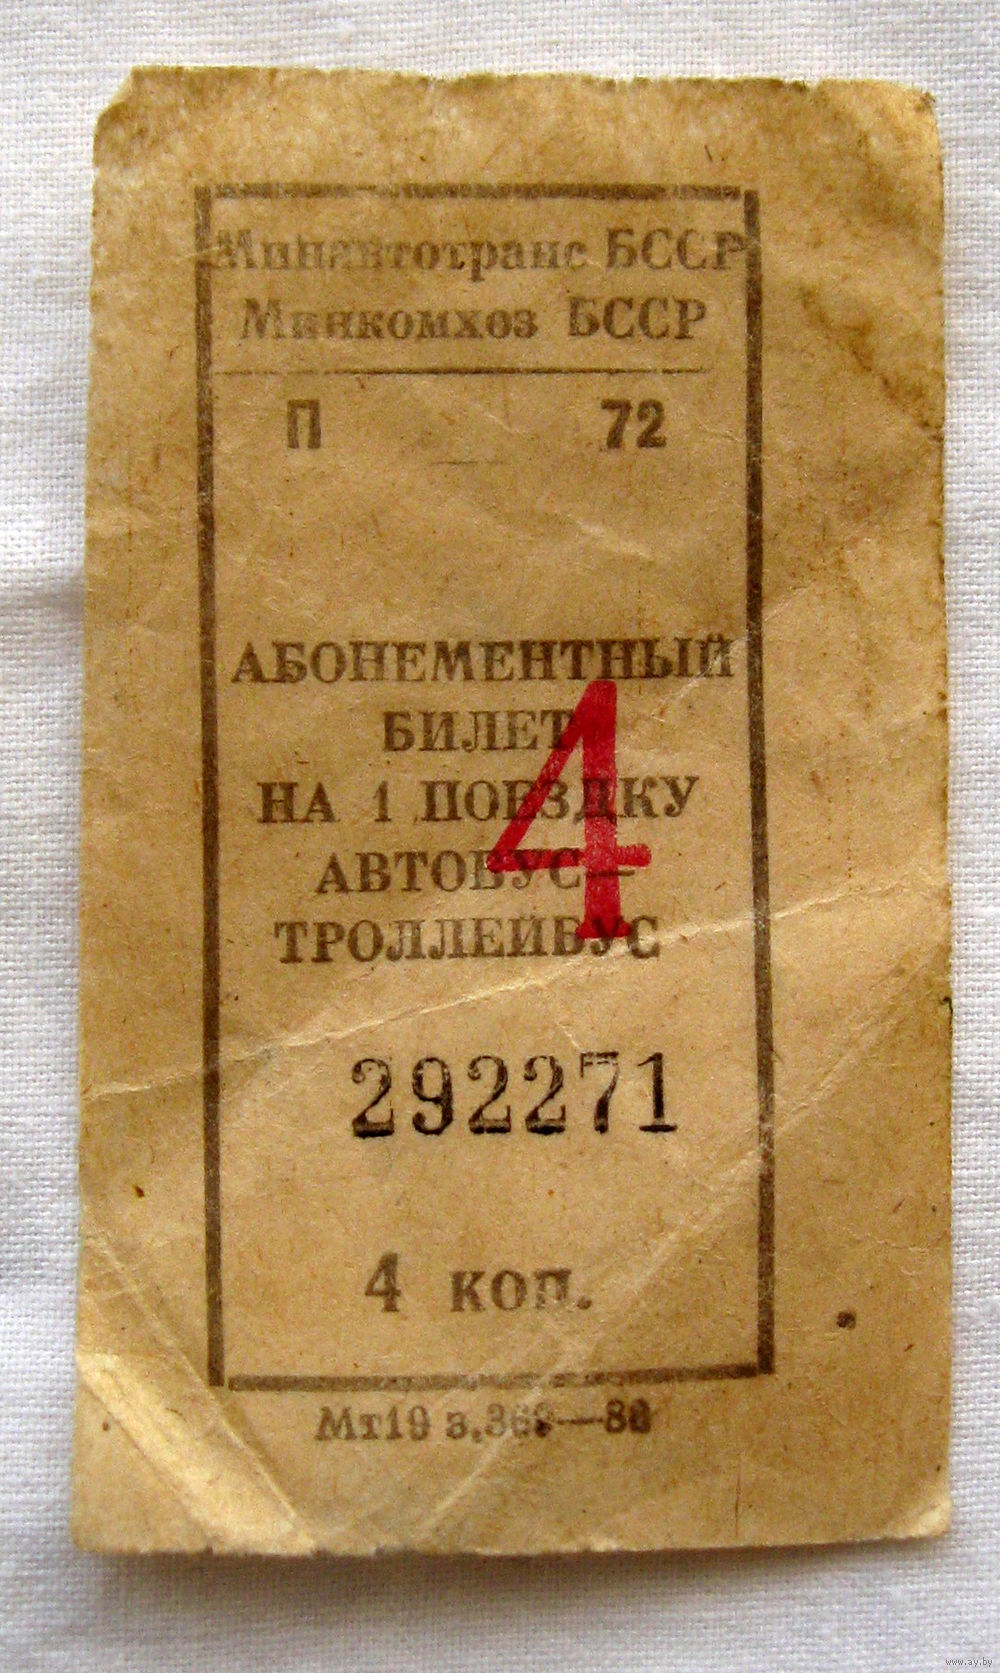 Минавтотранс БССР
Минкомхоз БССР
П 72
АБОНЕМЕНТНЫЙ
БИЛЕТ
НА 1 ПОЕЗДКУ
АВТОБУС—
ТРОЛЛЕЙБУС
4
292271
4 коп.
Мт19 з.
www.ay.by